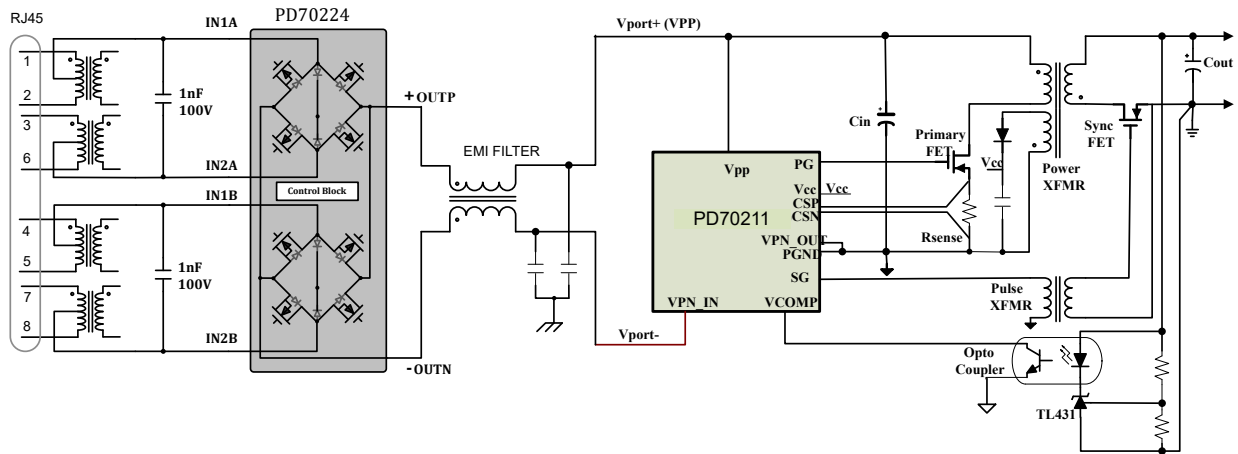 RJ45
PD70224
IN1A
Vport+ (VPP)
1
2
1nF
100V
+OUTP
Cout
3
6
IN2A
Cin
Primary
FET
Sync
FET
EMI FILTER
Vpp
PG
Vcc
Power
XFMR
Control Block
IN1B
Vcc
Vcc
CSP
CSN
PD70211
Rsense
4
5
VPN_OUT
PGND
1nF
100V
SG
Pulse
XFMR
7
8
VPN_IN
VCOMP
IN2B
Vport-
Opto
Coupler
-OUTN
TL431